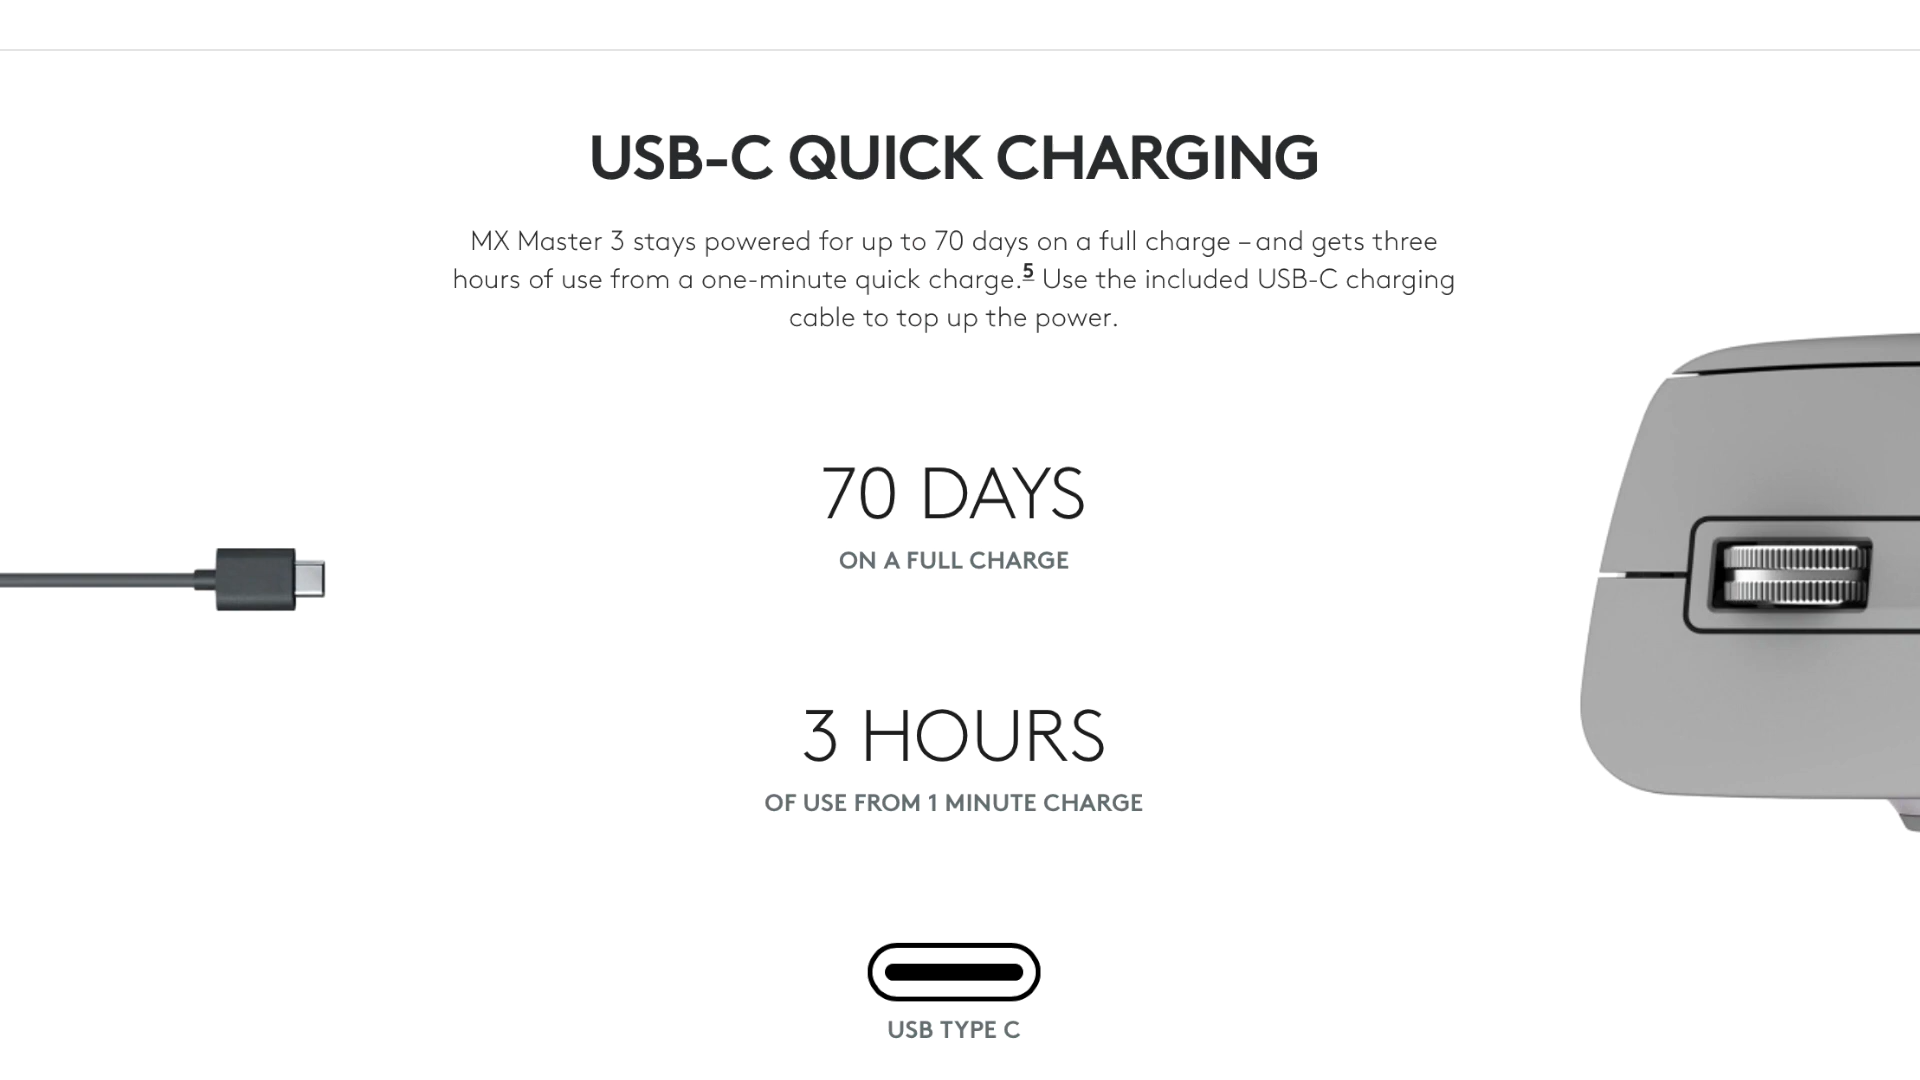 USB-C QUICK CHARGING
MX Master 3 stays powered for up to 70 days on a full charge – and gets three
hours of use from a one-minute quick charge.5 Use the included USB-C charging
cable to top up the power.
70 DAYS
ON A FULL CHARGE
3 HOURS
OF USE FROM 1 MINUTE CHARGE
USB TYPE C